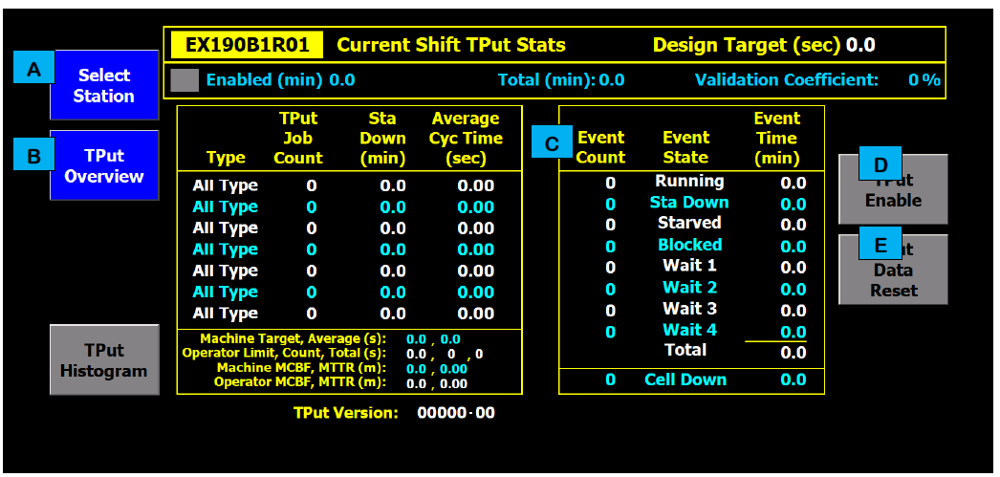 EX190B1R01 Current Shift TPut Stats Design Target (sec) 0.0
Enabled (min) 0.0 Total (min): 0.0 Validation Coefficient: 0 %
A
Select
Station
B
TPut
Overview
TPut
Histogram
TPut Sta Average
Job Down Cyc Time
Type Count (min) (sec)
All Type 0 0.0 0.00
All Type 0 0.0 0.00
All Type 0 0.0 0.00
All Type 0 0.0 0.00
All Type 0 0.0 0.00
All Type 0 0.0 0.00
All Type 0 0.0 0.00
Machine Target, Average (s): 0.0 , 0.0
Operator Limit, Count, Total (s): 0.0 , 0 , 0
Machine MCBF, MTTR (m): 0.0 , 0.00
Operator MCBF, MTTR (m): 0.0 , 0.00
TPut Version: 00000-00
C
Event
Event Event Time
Count State (min)
0 Running 0.0
0 Sta Down 0.0
0 Starved 0.0
0 Blocked 0.0
0 Wait 1 0.0
0 Wait 2 0.0
0 Wait 3 0.0
0 Wait 4 0.0
Total 0.0
0 Cell Down 0.0
D
Enable
E
Data
Reset